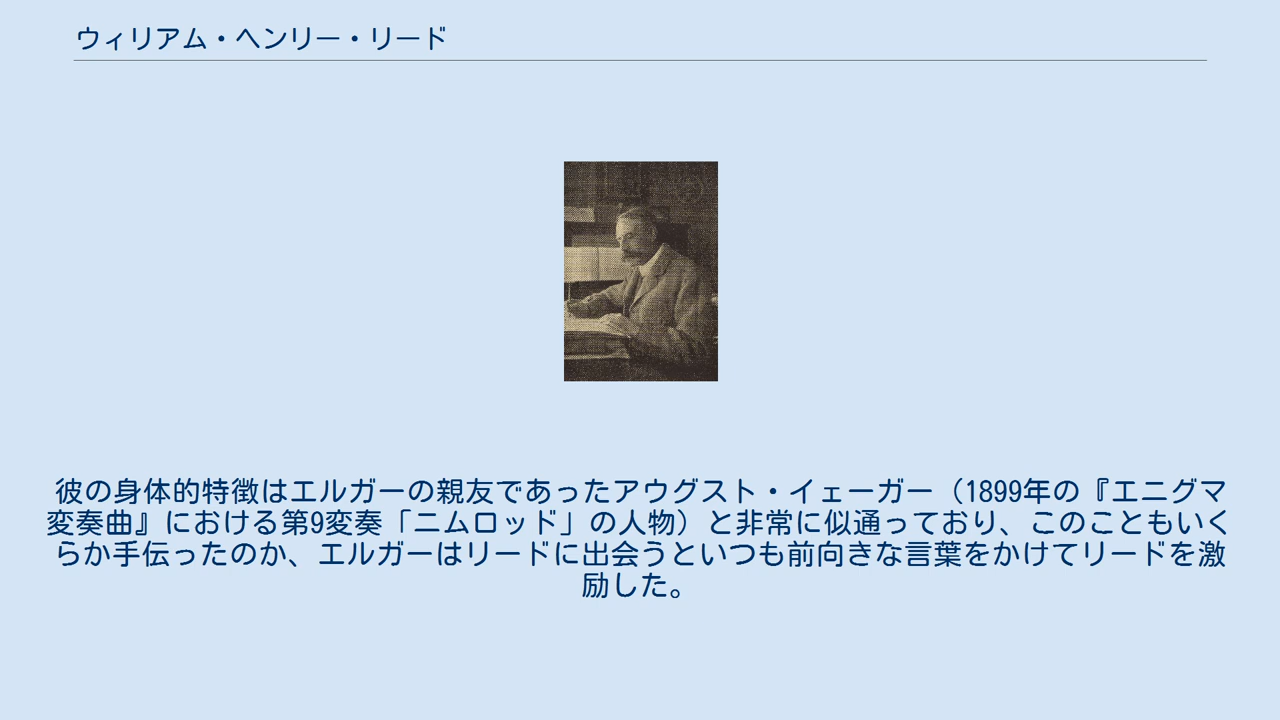 ウィリアム・ヘンリー・リード
彼の身体的特徴はエルガーの親友であったアウグスト・イェーガー（1899年の『エニグマ
変奏曲』における第9変奏「ニムロッド」の人物）と非常に似通っており、このこともいく
らか手伝ったのか、エルガーはリードに出会うといつも前向きな言葉をかけてリードを激
励した。